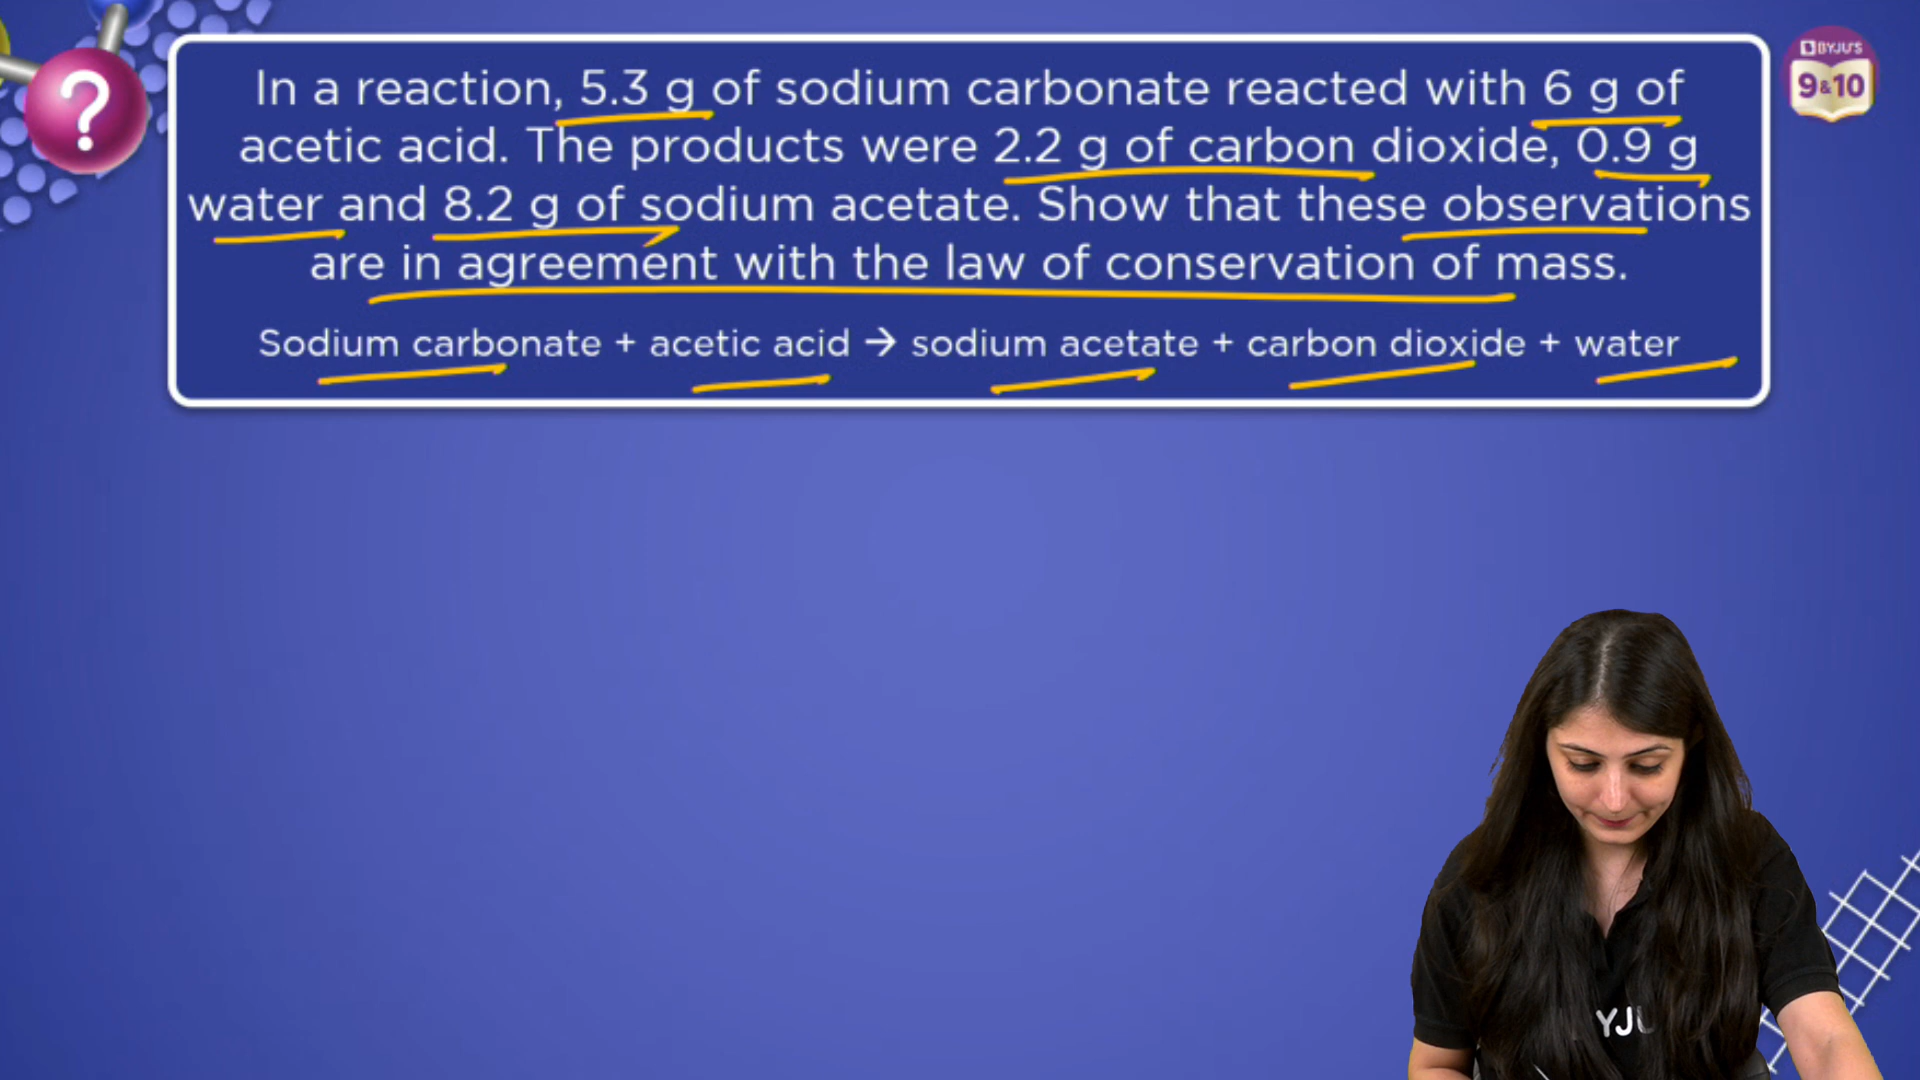 ?
BYJU'S
9&10
In a reaction, 5.3 g of sodium carbonate reacted with 6 g of
acetic acid. The products were 2.2 g of carbon dioxide, 0.9 g
water and 8.2 g of sodium acetate. Show that these observations
are in agreement with the law of conservation of mass.
Sodium carbonate + acetic acid → sodium acetate + carbon dioxide + water
YJU